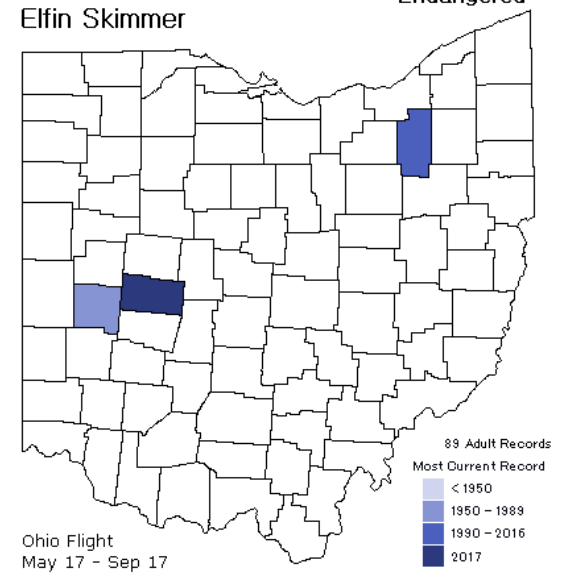 Endangered
Elfin Skimmer
89 Adult Records
Most Current Record
< 1950
1950 - 1989
1990 - 2016
2017
Ohio Flight
May 17 - Sep 17